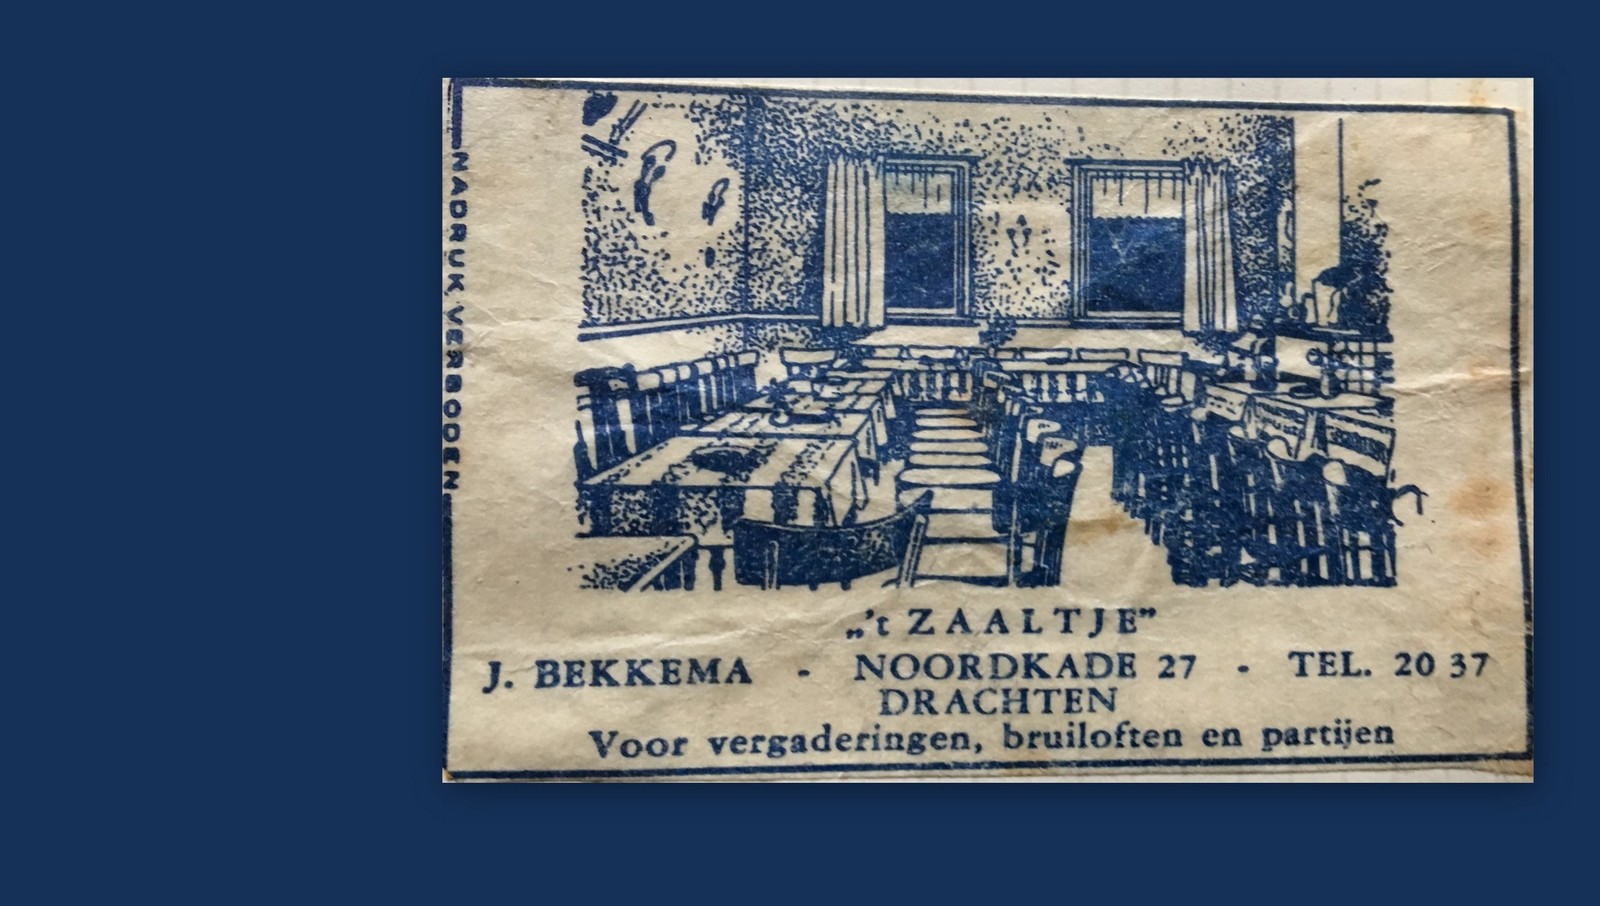 NADRUK VERBODEN
„'t ZAALTJE”
J. BEKKEMA - NOORDKADE 27 - TEL. 20 37
DRACHTEN
Voor vergaderingen, bruiloften en partijen